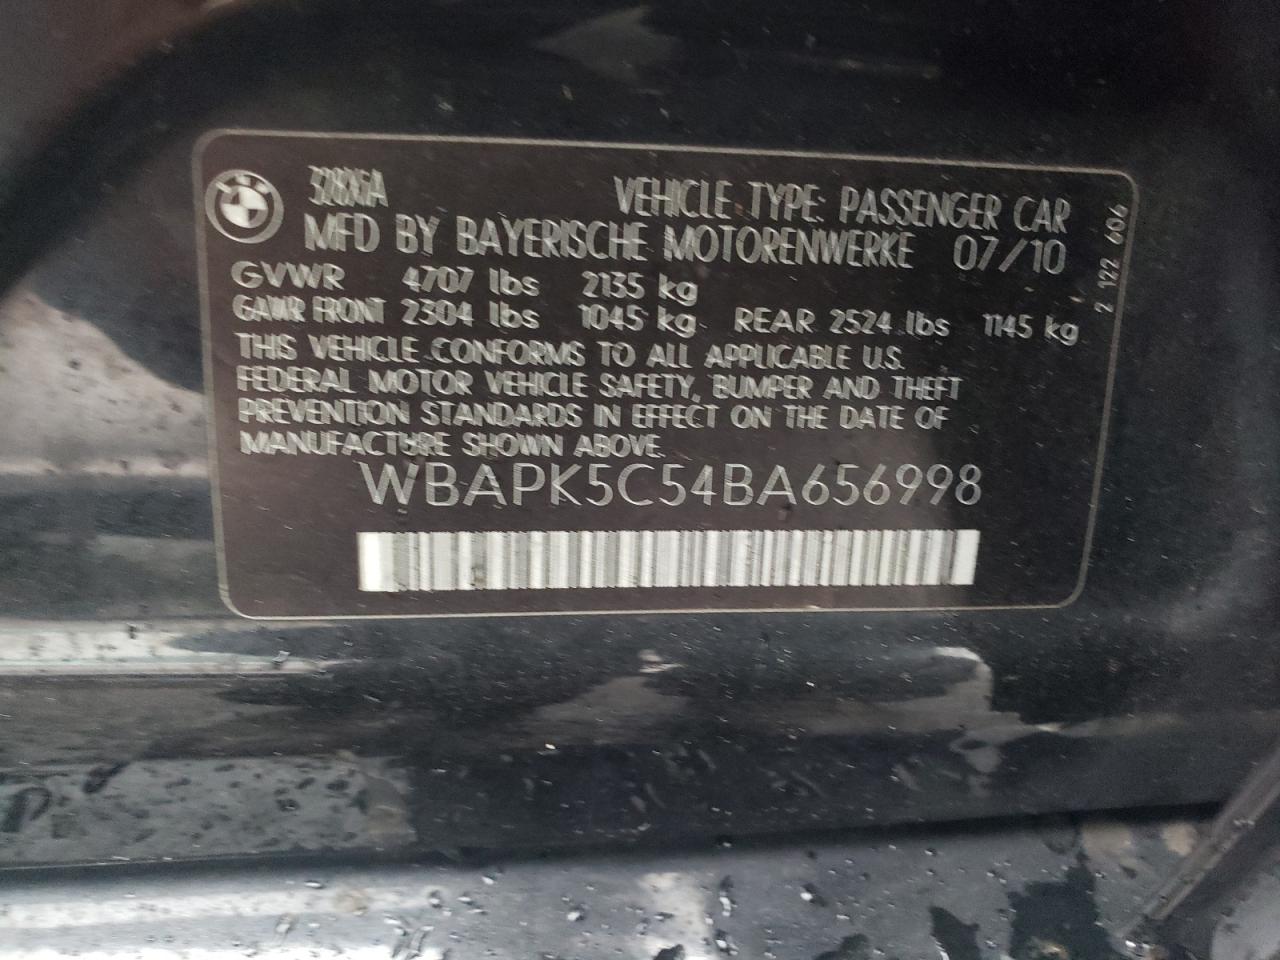 BMW
328XiA VEHICLE TYPE: PASSENGER CAR
MFD BY BAYERISCHE MOTORENWERKE 07/10
GVWR 4707 lbs 2135 kg
GAWR FRONT 2304 lbs 1045 kg REAR 2524 lbs 1145 kg
THIS VEHICLE CONFORMS TO ALL APPLICABLE U.S.
FEDERAL MOTOR VEHICLE SAFETY, BUMPER AND THEFT
PREVENTION STANDARDS IN EFFECT ON THE DATE OF
MANUFACTURE SHOWN ABOVE.
WBAPK5C54BA656998
2 122 606